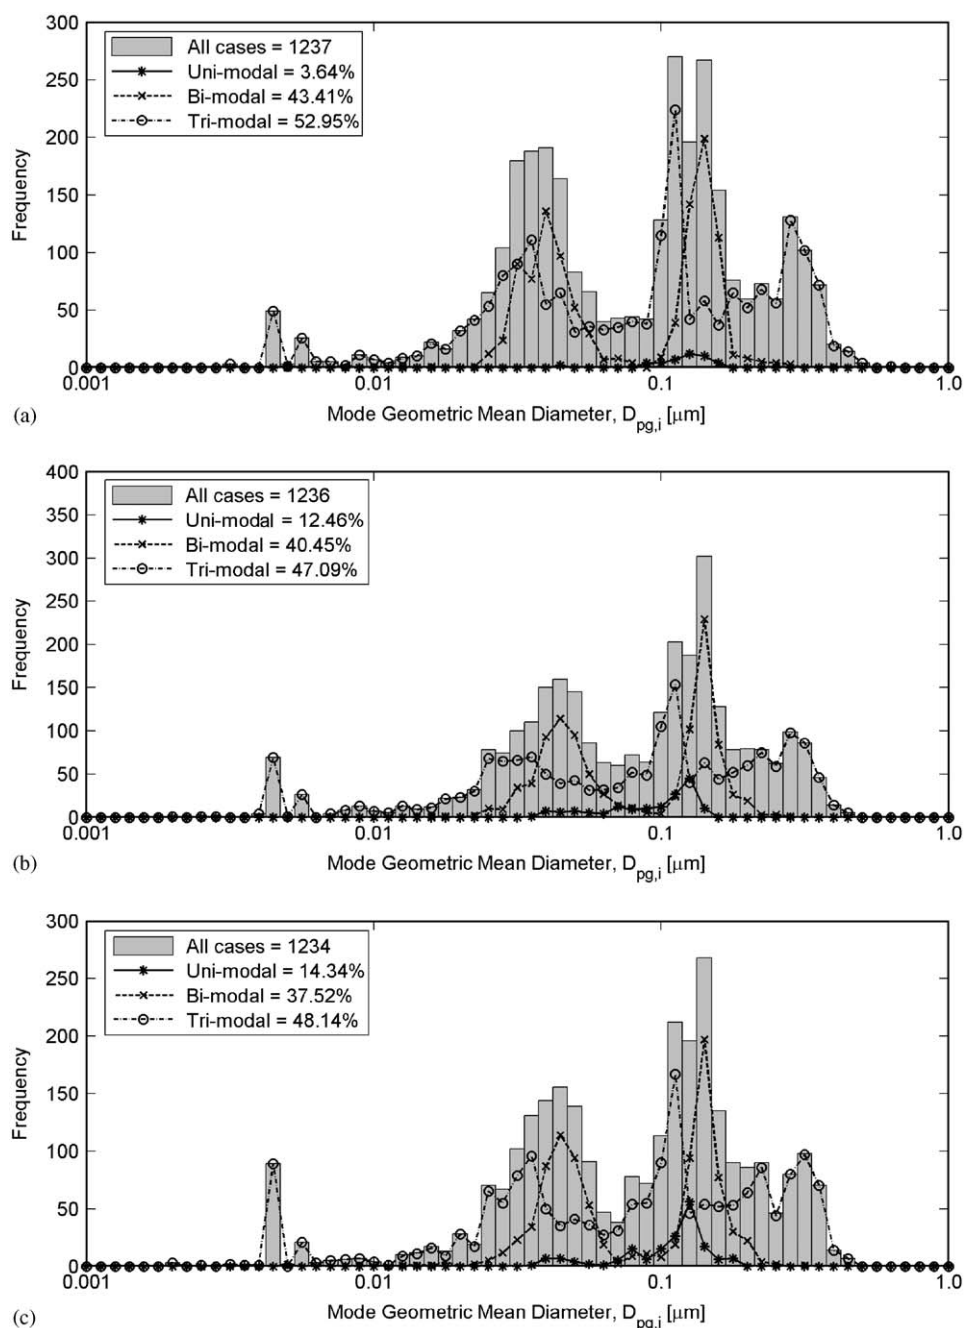 300
250
200
150
100
50
0
Frequency
All cases = 1237
Uni-modal = 3.64%
Bi-modal = 43.41%
Tri-modal = 52.95%
0.001
0.01
0.1
1.0
(a)
Mode Geometric Mean Diameter, D_pg,i [μm]
400
350
300
250
200
150
100
50
0
Frequency
All cases = 1236
Uni-modal = 12.46%
Bi-modal = 40.45%
Tri-modal = 47.09%
0.001
0.01
0.1
1.0
(b)
Mode Geometric Mean Diameter, D_pg,i [μm]
300
250
200
150
100
50
0
Frequency
All cases = 1234
Uni-modal = 14.34%
Bi-modal = 37.52%
Tri-modal = 48.14%
0.001
0.01
0.1
1.0
(c)
Mode Geometric Mean Diameter, D_pg,i [μm]